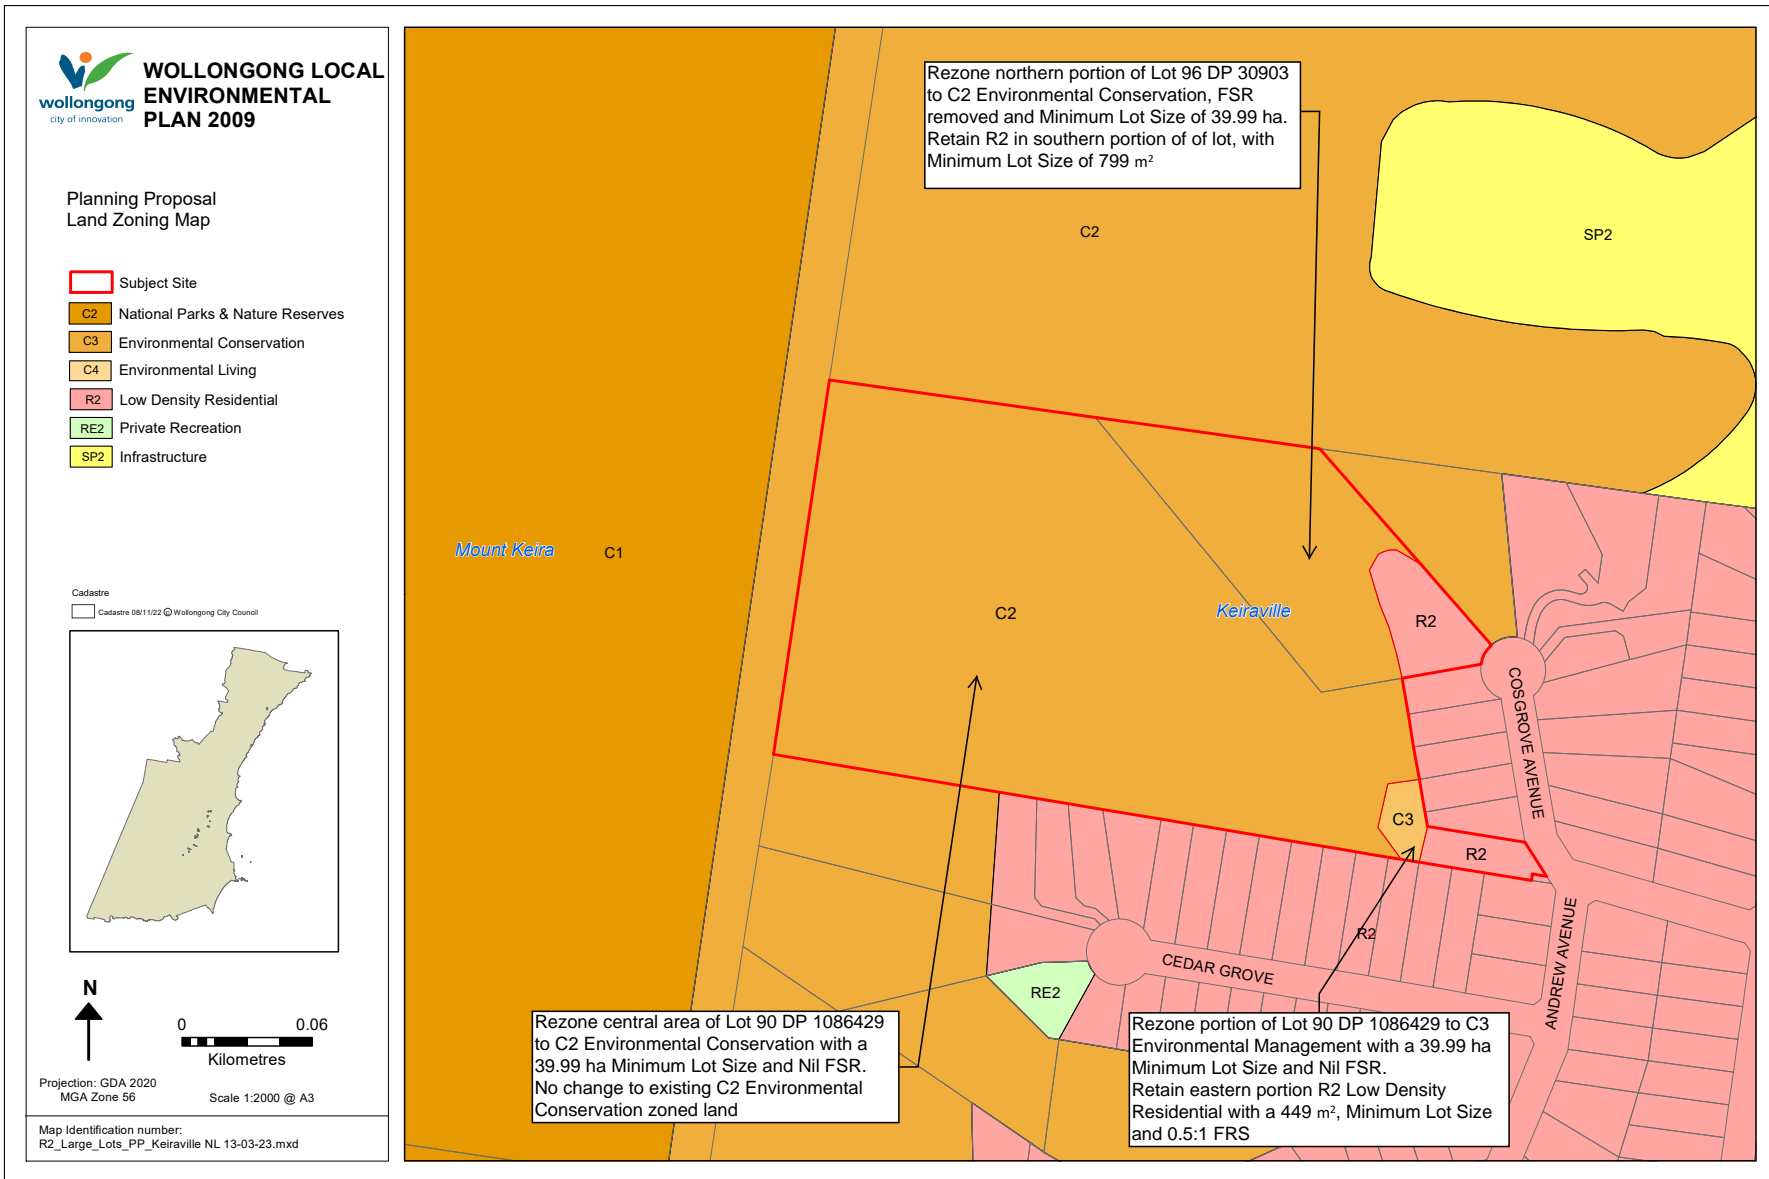 wollongong
city of innovation
WOLLONGONG LOCAL
ENVIRONMENTAL
PLAN 2009
Planning Proposal
Land Zoning Map
Subject Site
C2 National Parks & Nature Reserves
C3 Environmental Conservation
C4 Environmental Living
R2 Low Density Residential
RE2 Private Recreation
SP2 Infrastructure
Cadastre
Cadastre 08/11/22 © Wollongong City Council
N
0 0.06
Kilometres
Projection: GDA 2020
MGA Zone 56
Scale 1:2000 @ A3
Map Identification number:
R2_Large_Lots_PP_Keiraville NL 13-03-23.mxd
Rezone northern portion of Lot 96 DP 30903
to C2 Environmental Conservation, FSR
removed and Minimum Lot Size of 39.99 ha.
Retain R2 in southern portion of of lot, with
Minimum Lot Size of 799 m²
C2
SP2
Mount Keira
C1
C2
Keiraville
R2
COSGROVE AVENUE
C3
R2
R2
CEDAR GROVE
ANDREW AVENUE
RE2
Rezone central area of Lot 90 DP 1086429
to C2 Environmental Conservation with a
39.99 ha Minimum Lot Size and Nil FSR.
No change to existing C2 Environmental
Conservation zoned land
Rezone portion of Lot 90 DP 1086429 to C3
Environmental Management with a 39.99 ha
Minimum Lot Size and Nil FSR.
Retain eastern portion R2 Low Density
Residential with a 449 m², Minimum Lot Size
and 0.5:1 FRS